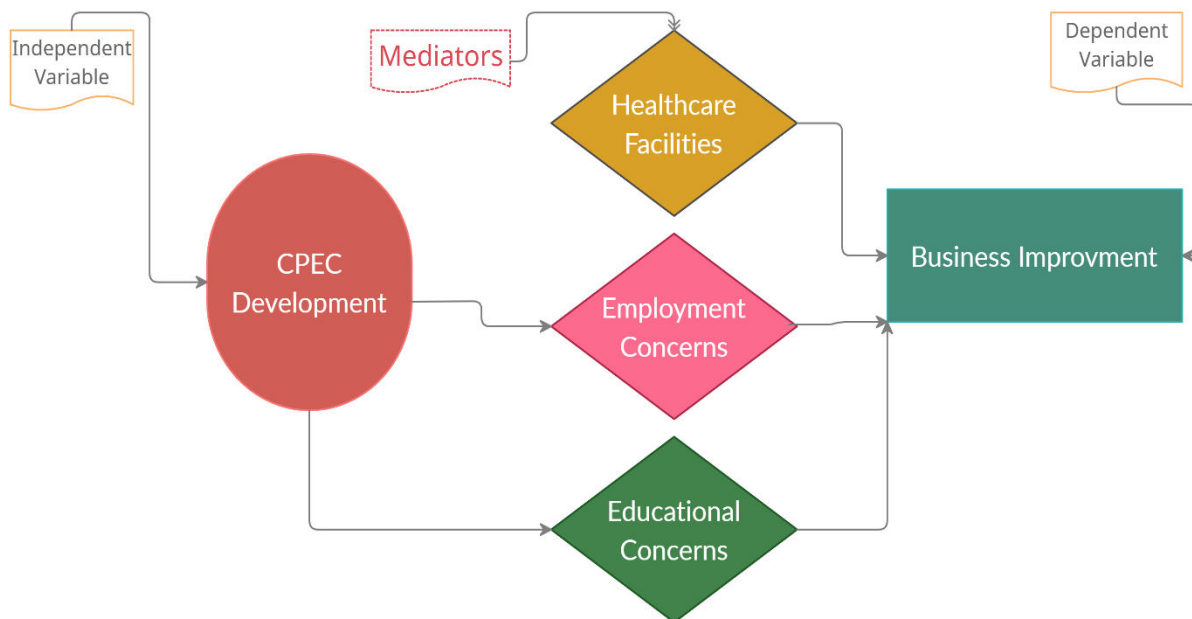 Independent
Variable
Mediators
Dependent
Variable
Healthcare
Facilities
CPEC
Development
Business Improvment
Employment
Concerns
Educational
Concerns